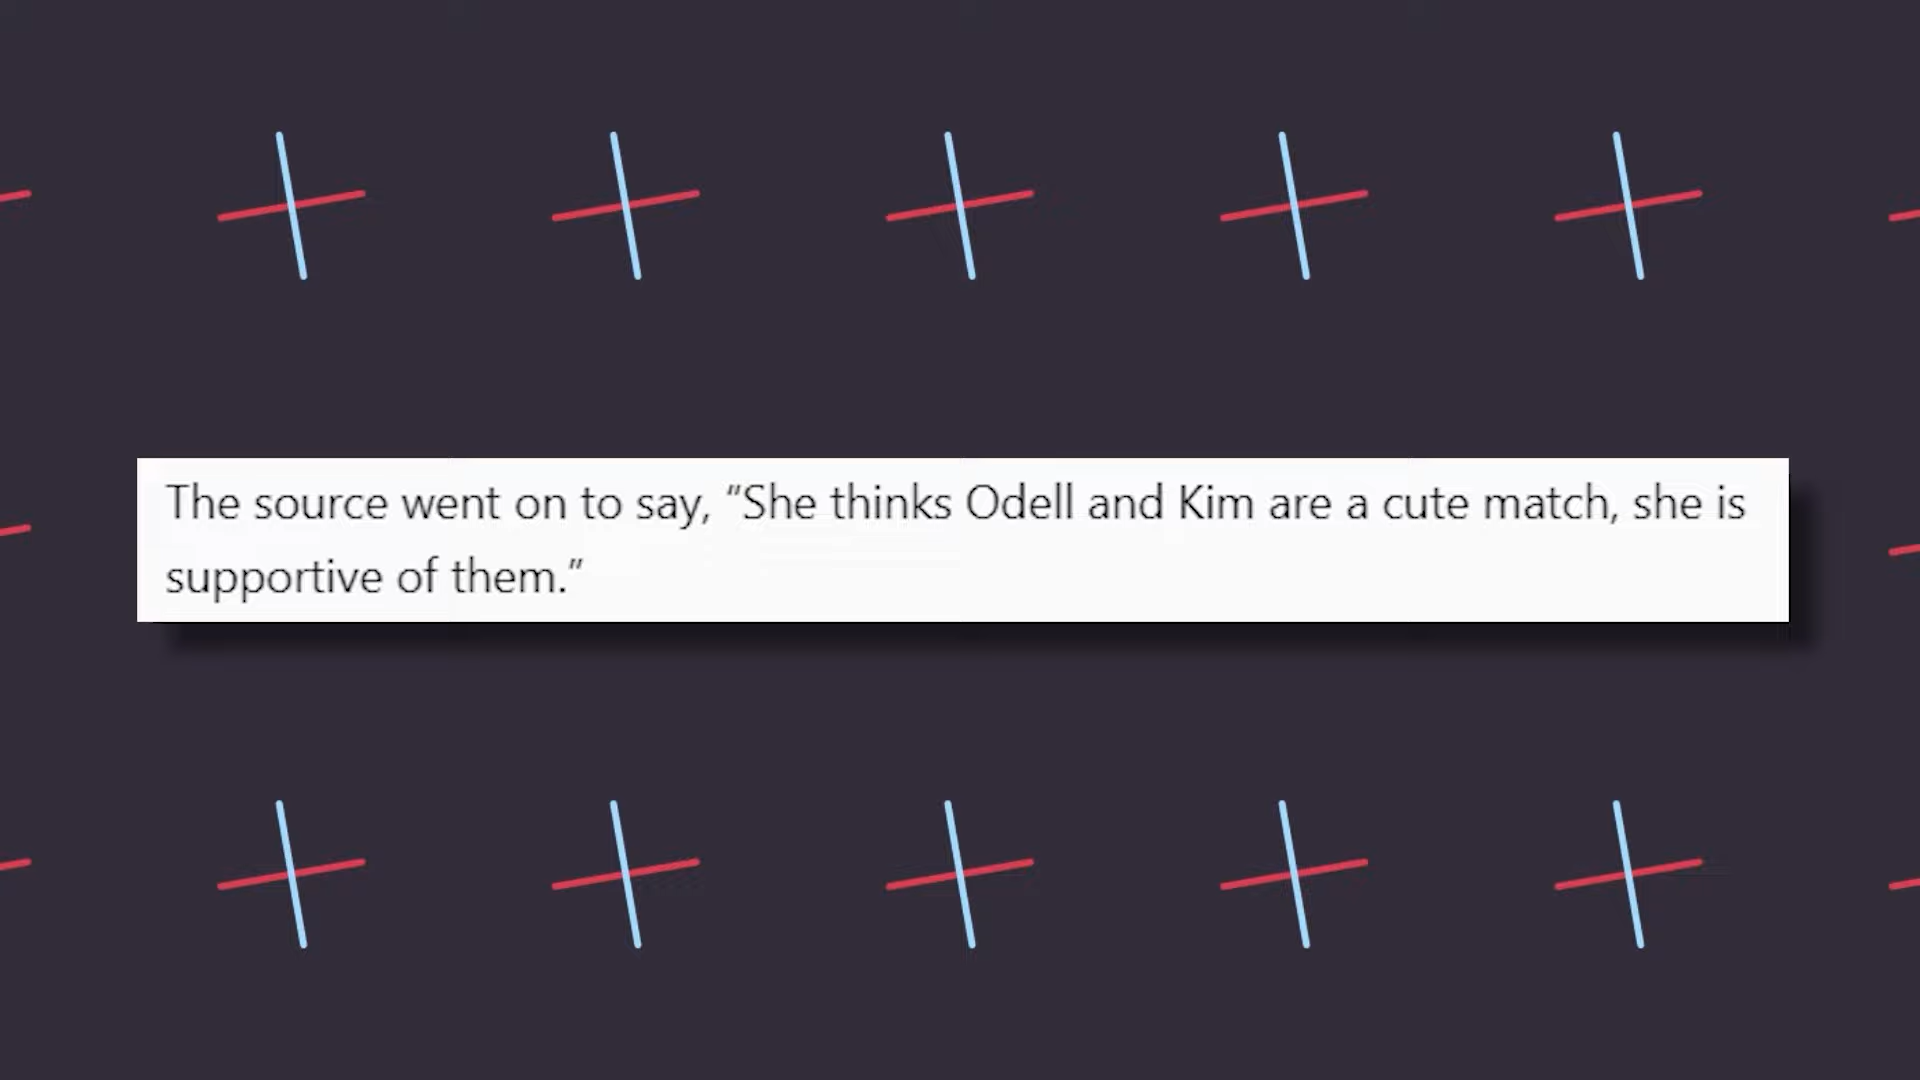 The source went on to say, “She thinks Odell and Kim are a cute match, she is
supportive of them.”